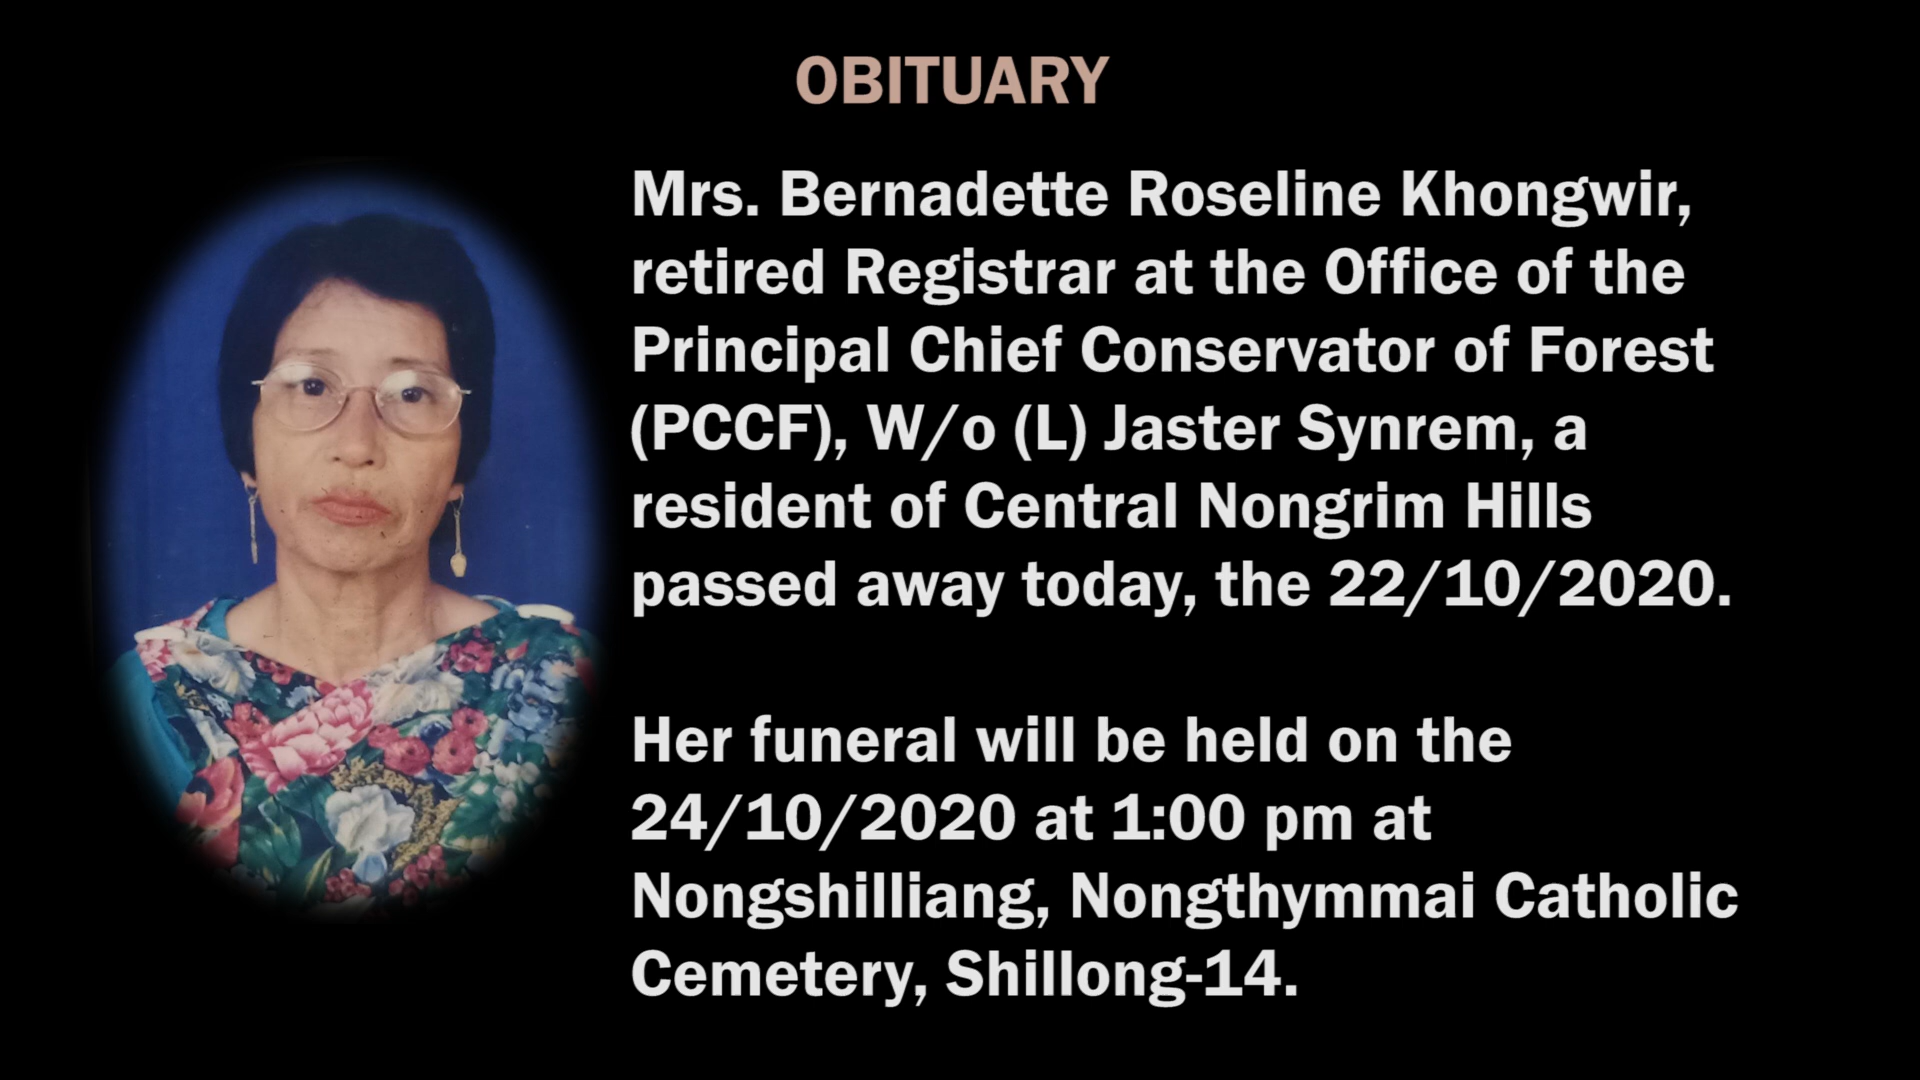 OBITUARY
Mrs. Bernadette Roseline Khongwir,
retired Registrar at the Office of the
Principal Chief Conservator of Forest
(PCCF), W/o (L) Jaster Synrem, a
resident of Central Nongrim Hills
passed away today, the 22/10/2020.
Her funeral will be held on the
24/10/2020 at 1:00 pm at
Nongshilliang, Nongthymmai Catholic
Cemetery, Shillong-14.